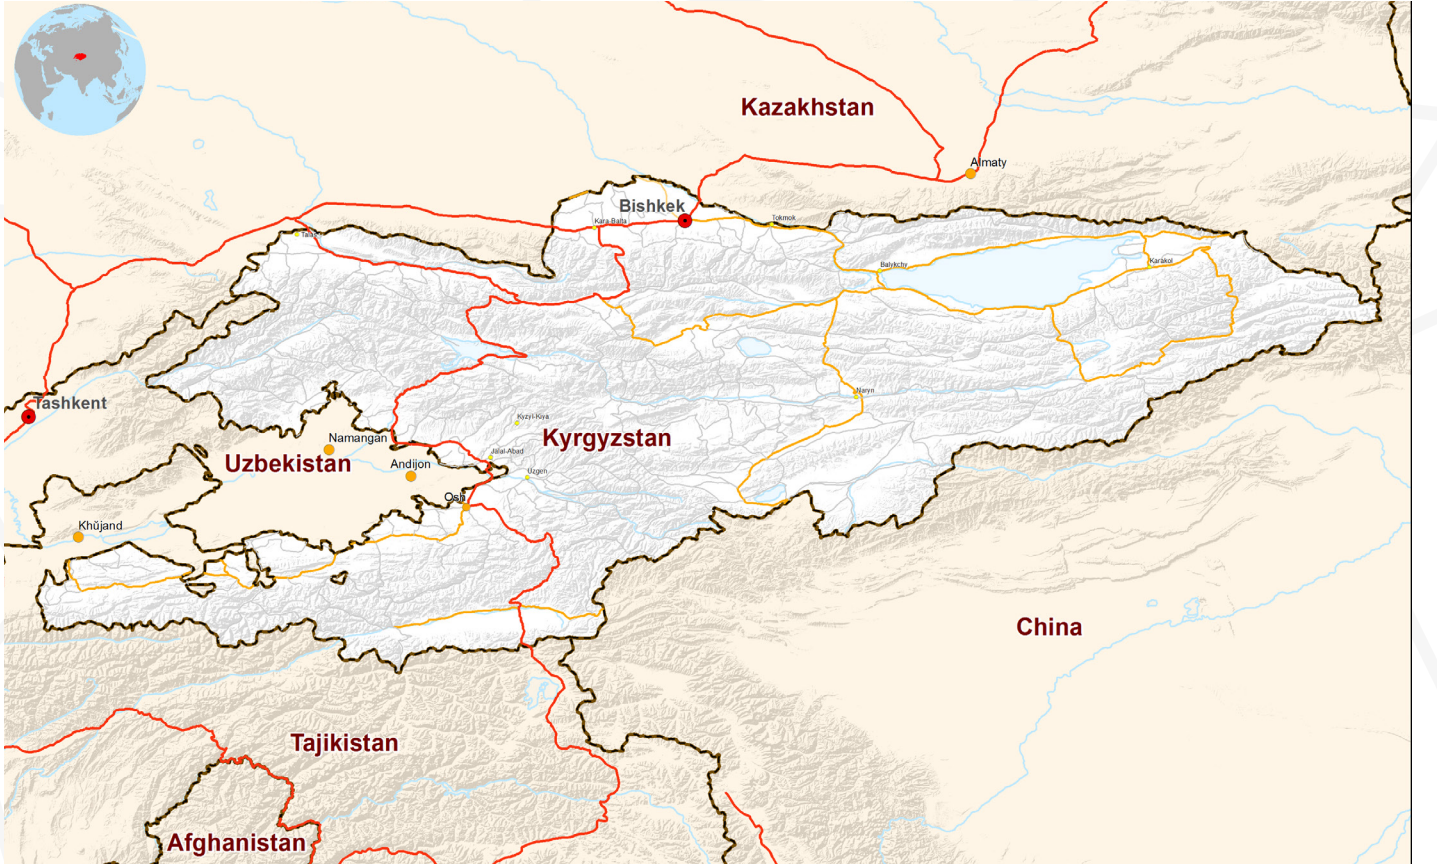 Kazakhstan
Almaty
Bishkek
Kara-Balta
Tokmok
Talas
Balykchy
Karakol
Tashkent
Naryn
Kyzyl-Kiya
Kyrgyzstan
Namangan
Uzbekistan
Andijon
Jalal-Abad
Uzgen
Osh
Khŭjand
China
Tajikistan
Afghanistan